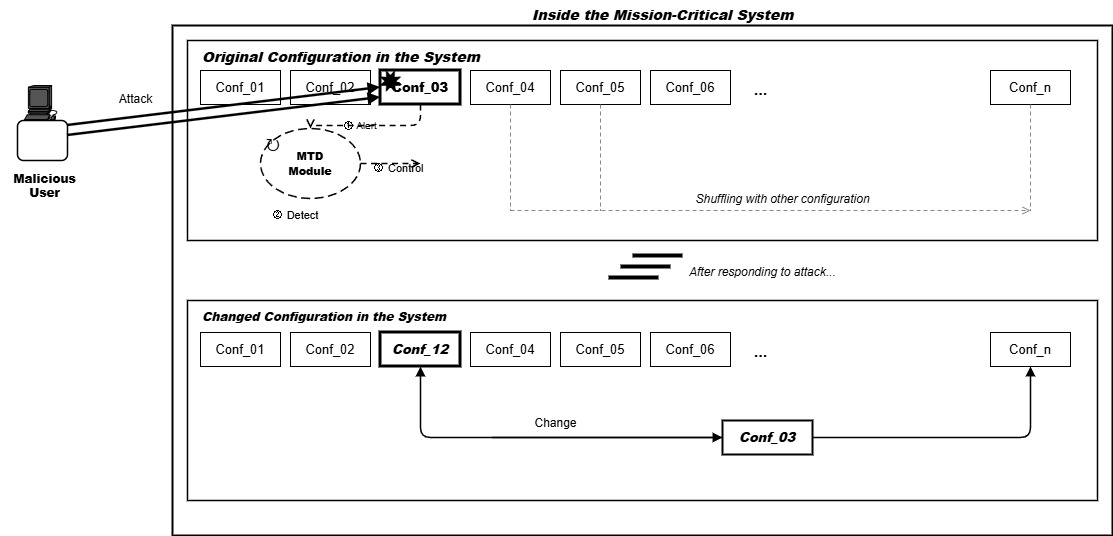 Inside the Mission-Critical System
Original Configuration in the System
Conf_01 Conf_02 Conf_03 Conf_04 Conf_05 Conf_06 ... Conf_n
Attack
① Alert
MTD
Module
③ Control
Malicious
User
② Detect
Shuffling with other configuration
After responding to attack...
Changed Configuration in the System
Conf_01 Conf_02 Conf_12 Conf_04 Conf_05 Conf_06 ... Conf_n
Change
Conf_03